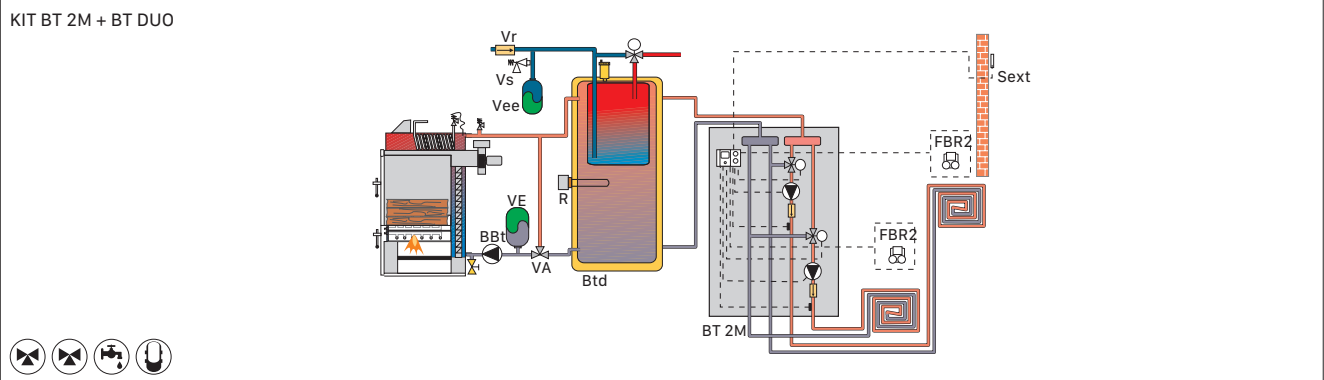 KIT BT 2M + BT DUO
Vr
Vs
Vee
Sext
FBR2
R
VE
BBt
VA
FBR2
Btd
BT 2M